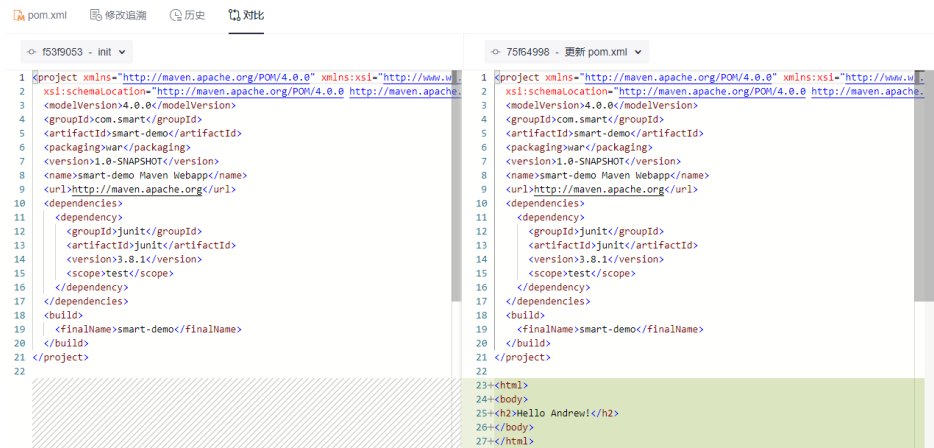 pom.xml 修改追溯 历史 对比
f53f9053 - init
1 <project xmlns="http://maven.apache.org/POM/4.0.0" xmlns:xsi="http://www.w
2 xsi:schemaLocation="http://maven.apache.org/POM/4.0.0 http://maven.apache.
3 <modelVersion>4.0.0</modelVersion>
4 <groupId>com.smart</groupId>
5 <artifactId>smart-demo</artifactId>
6 <packaging>war</packaging>
7 <version>1.0-SNAPSHOT</version>
8 <name>smart-demo Maven Webapp</name>
9 <url>http://maven.apache.org</url>
10 <dependencies>
11 <dependency>
12 <groupId>junit</groupId>
13 <artifactId>junit</artifactId>
14 <version>3.8.1</version>
15 <scope>test</scope>
16 </dependency>
17 </dependencies>
18 <build>
19 <finalName>smart-demo</finalName>
20 </build>
21 </project>
22
75f64998 - 更新 pom.xml
1 <project xmlns="http://maven.apache.org/POM/4.0.0" xmlns:xsi="http://www.w
2 xsi:schemaLocation="http://maven.apache.org/POM/4.0.0 http://maven.apache.
3 <modelVersion>4.0.0</modelVersion>
4 <groupId>com.smart</groupId>
5 <artifactId>smart-demo</artifactId>
6 <packaging>war</packaging>
7 <version>1.0-SNAPSHOT</version>
8 <name>smart-demo Maven Webapp</name>
9 <url>http://maven.apache.org</url>
10 <dependencies>
11 <dependency>
12 <groupId>junit</groupId>
13 <artifactId>junit</artifactId>
14 <version>3.8.1</version>
15 <scope>test</scope>
16 </dependency>
17 </dependencies>
18 <build>
19 <finalName>smart-demo</finalName>
20 </build>
21 </project>
22
23+<html>
24+<body>
25+<h2>Hello Andrew!</h2>
26+</body>
27+</html>